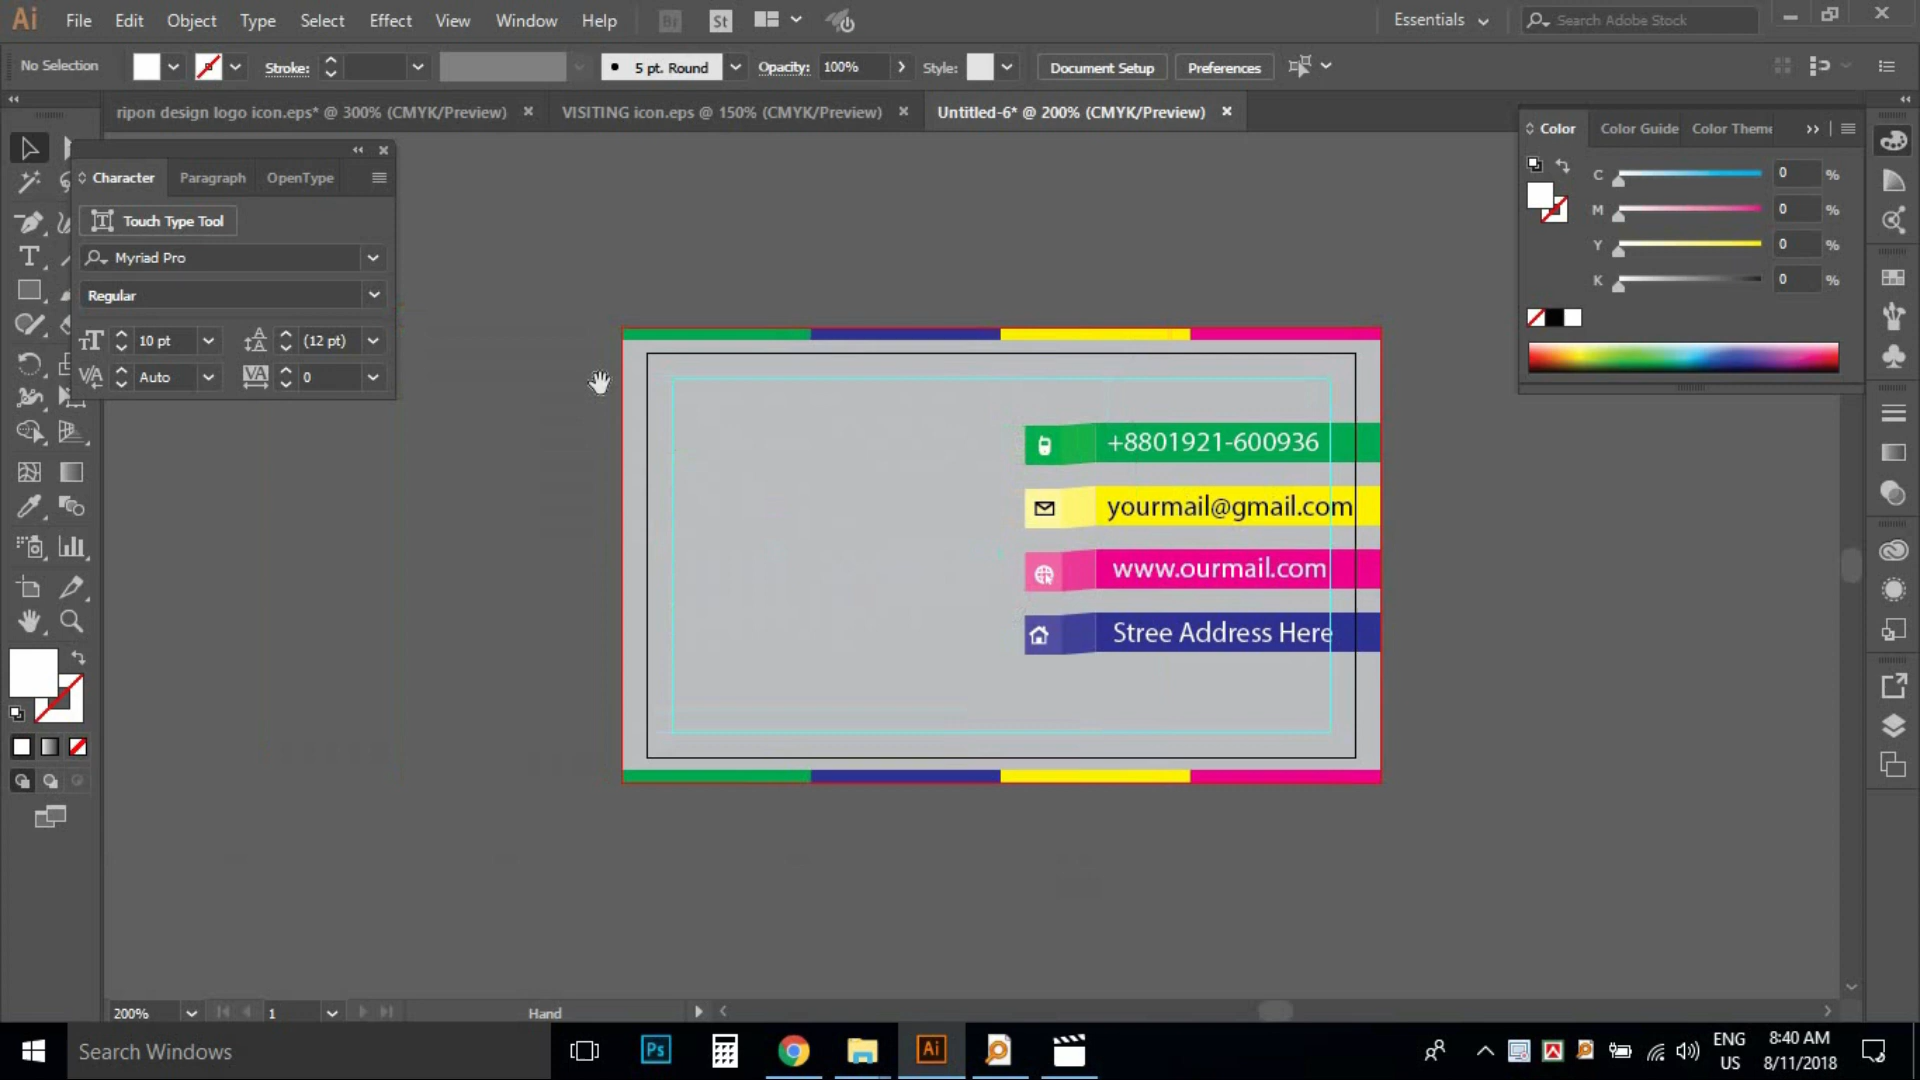 Ai File Edit Object Type Select Effect View Window Help Br St Essentials Search Adobe Stock
No Selection Stroke: 5 pt. Round Opacity: 100% Style: Document Setup Preferences
ripon design logo icon.eps* @ 300% (CMYK/Preview) VISITING icon.eps @ 150% (CMYK/Preview) Untitled-6* @ 200% (CMYK/Preview)
Character Paragraph OpenType
Touch Type Tool
Myriad Pro
Regular
10 pt (12 pt)
Auto 0
Color Color Guide Color Theme
C 0 %
M 0 %
Y 0 %
K 0 %
+8801921-600936
yourmail@gmail.com
www.ourmail.com
Stree Address Here
200% 1 Hand
Search Windows Ps Ai ENG US 8:40 AM 8/11/2018